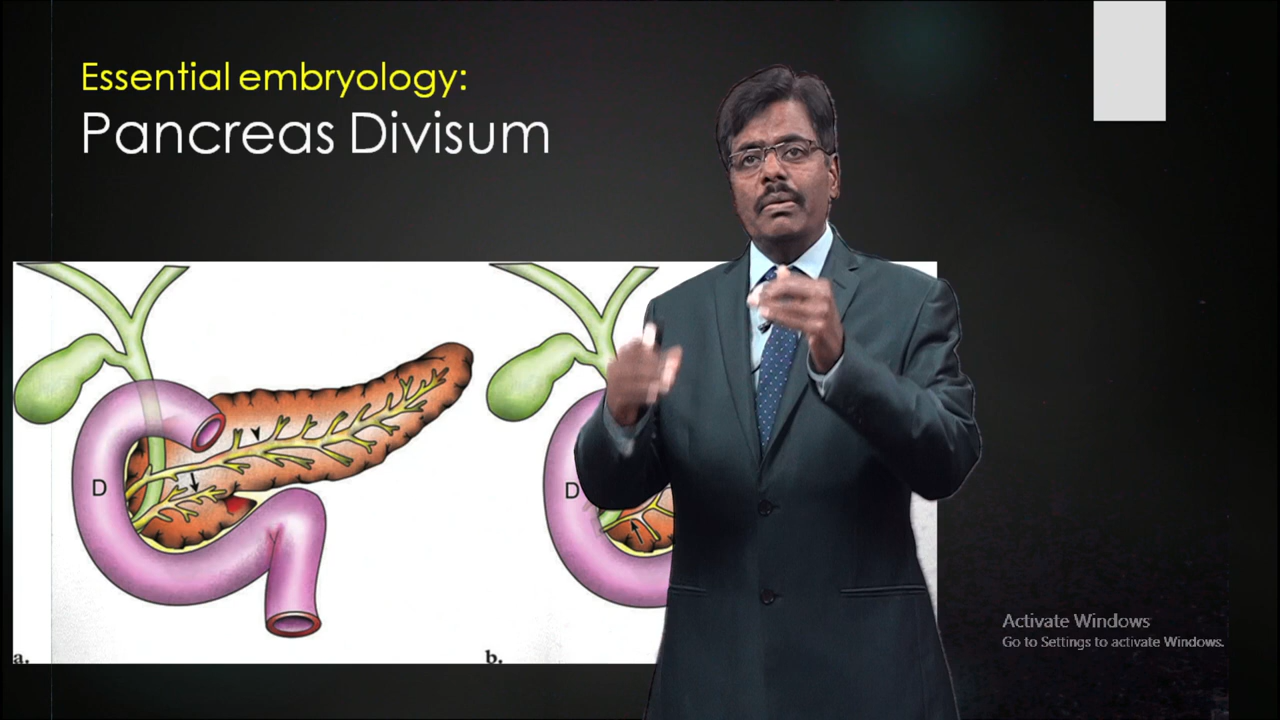 Essential embryology:
Pancreas Divisum
D
D
a.
b.
Activate Windows
Go to Settings to activate Windows.